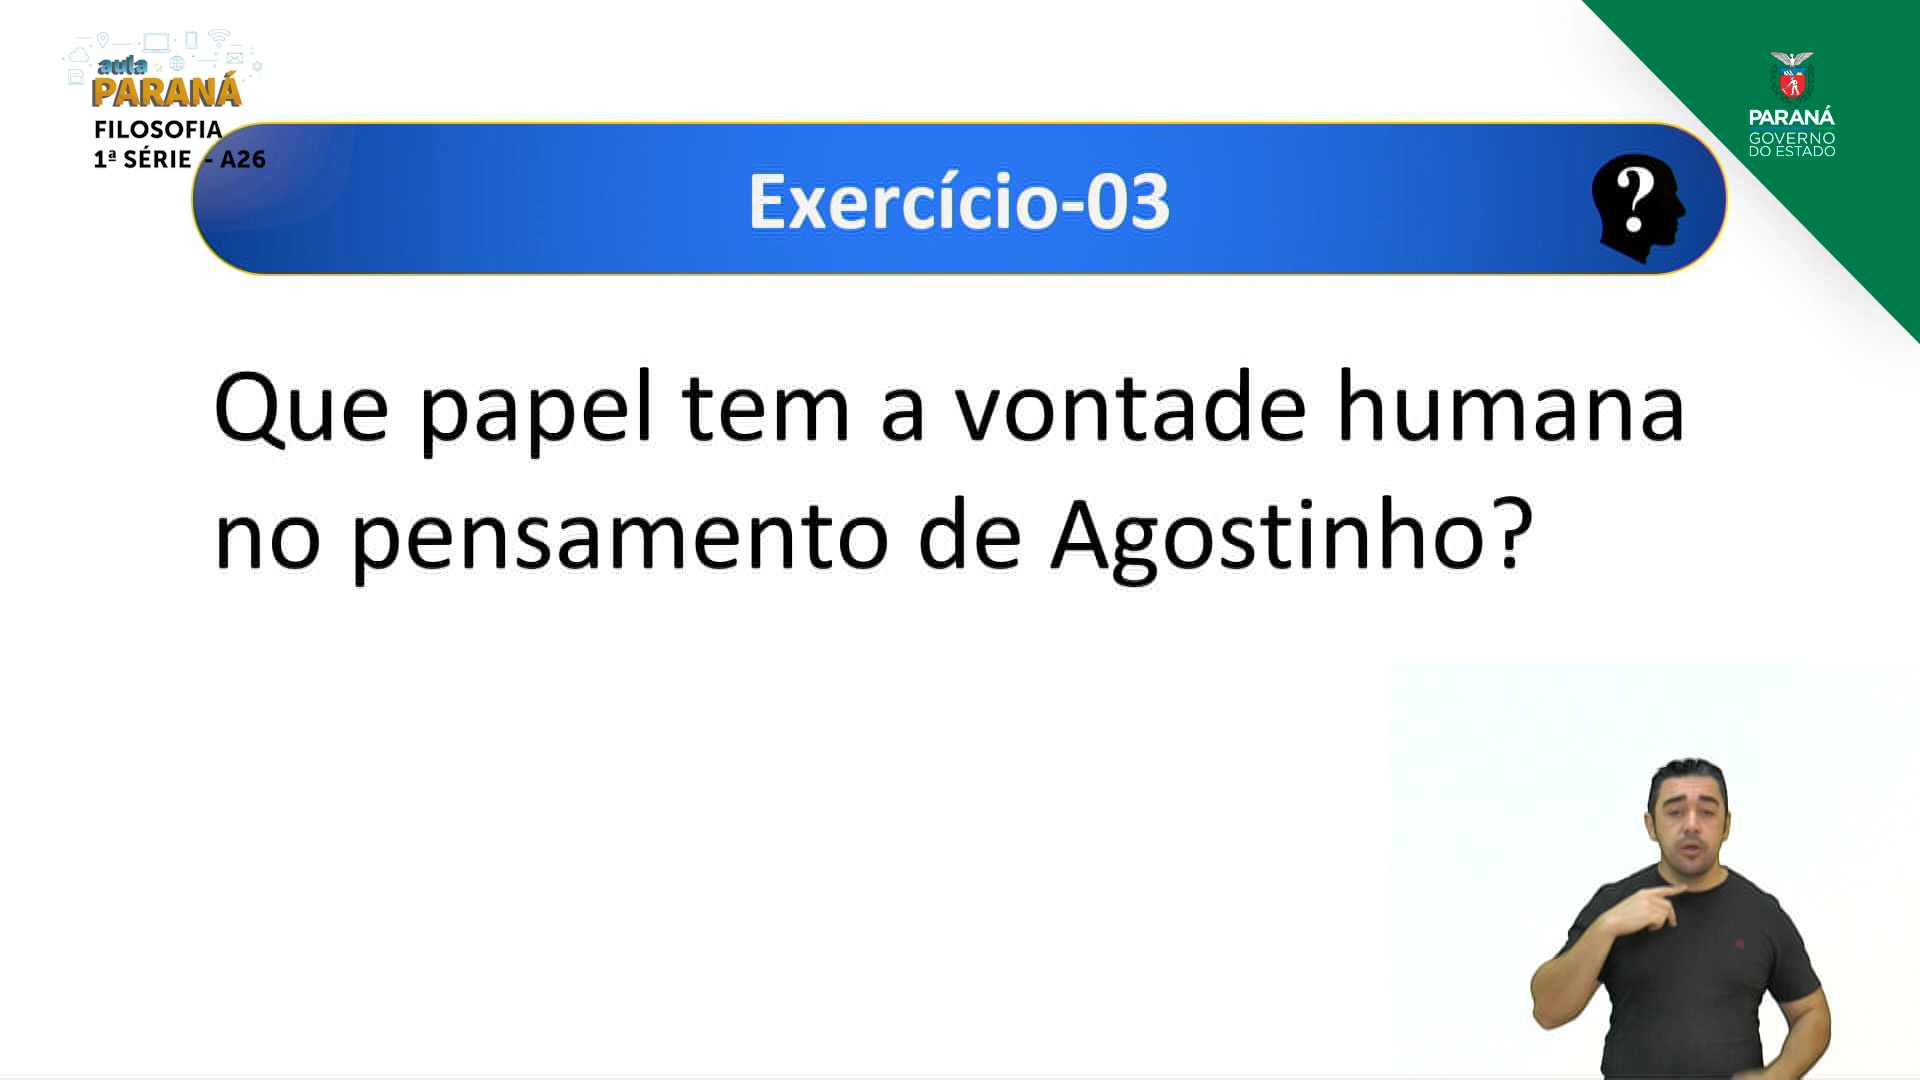 aula
PARANÁ
FILOSOFIA
1ª SÉRIE - A26
PARANÁ
GOVERNO
DO ESTADO
Exercício-03
?
Que papel tem a vontade humana
no pensamento de Agostinho?